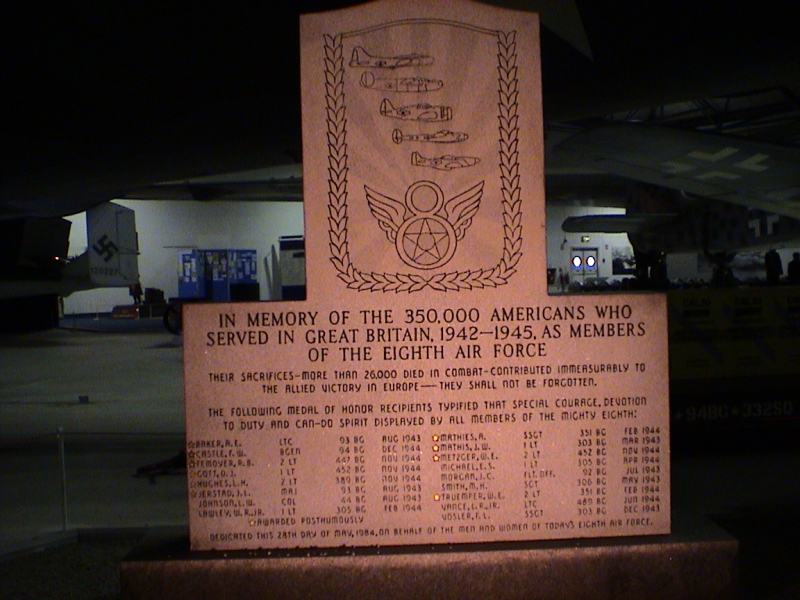 IN MEMORY OF THE 350,000 AMERICANS WHO
SERVED IN GREAT BRITAIN, 1942—1945, AS MEMBERS
OF THE EIGHTH AIR FORCE
THEIR SACRIFICES—MORE THAN 26,000 DIED IN COMBAT—CONTRIBUTED IMMEASURABLY TO
THE ALLIED VICTORY IN EUROPE—THEY SHALL NOT BE FORGOTTEN.
THE FOLLOWING MEDAL OF HONOR RECIPIENTS TYPIFIED THAT SPECIAL COURAGE, DEVOTION
TO DUTY AND CAN-DO SPIRIT DISPLAYED BY ALL MEMBERS OF THE MIGHTY EIGHTH:
☆BAKER, A.E. LTC 93 BG AUG 1943
☆CASTLE, F.W. BGEN 94 BG DEC 1944
☆FEMOYER, R.B. 2 LT 447 BG NOV 1944
☆GOTT, D.J. 1 LT 452 BG NOV 1944
☆HUGHES, L.H. 2 LT 389 BG AUG 1943
☆JERSTAD, J.L. MAJ 93 BG AUG 1943
JOHNSON, L.W. COL 44 BG AUG 1943
LAWLEY, W.R., JR. 1 LT 305 BG FEB 1944
☆MATHIES, A. SSGT 351 BG FEB 1944
☆MATHIS, J.W. 1 LT 303 BG MAR 1943
☆METZGER, W.E. 2 LT 452 BG NOV 1944
MICHAEL, E.S. 1 LT 305 BG APR 1944
MORGAN, J.C. FLT. OFF. 92 BG JUL 1943
SMITH, M.H. SGT 306 BG MAY 1943
☆TRUEMPER, W.E. 2 LT 351 BG FEB 1944
VANCE, L.R., JR. LTC 489 BG JUN 1944
VOSLER, F.L. SSGT 303 BG DEC 1943
☆AWARDED POSTHUMOUSLY
DEDICATED THIS 28TH DAY OF MAY, 1984, ON BEHALF OF THE MEN AND WOMEN OF TODAY'S EIGHTH AIR FORCE.
120227
94BG 332SQ